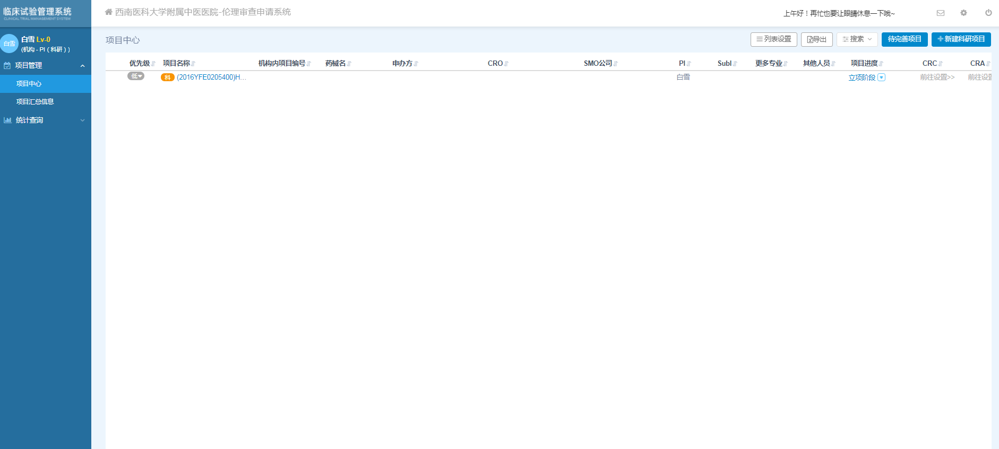 临床试验管理系统
CLINICAL TRIAL MANAGEMENT SYSTEM
西南医科大学附属中医医院-伦理审查申请系统
上午好！再忙也要让眼睛休息一下哦~
白雪
白雪 Lv-0
(机构 - PI ( 科研 ) )
项目管理
项目中心
项目汇总信息
统计查询
项目中心
列表设置
导出
搜索
待完善项目
新建科研项目
优先级 项目名称 机构内项目编号 药械名 申办方 CRO SMO公司 PI SubI 更多专业 其他人员 项目进度 CRC CRA
低 科 (2016YFE0205400)H... 白雪 立项阶段 前往设置>> 前往设置